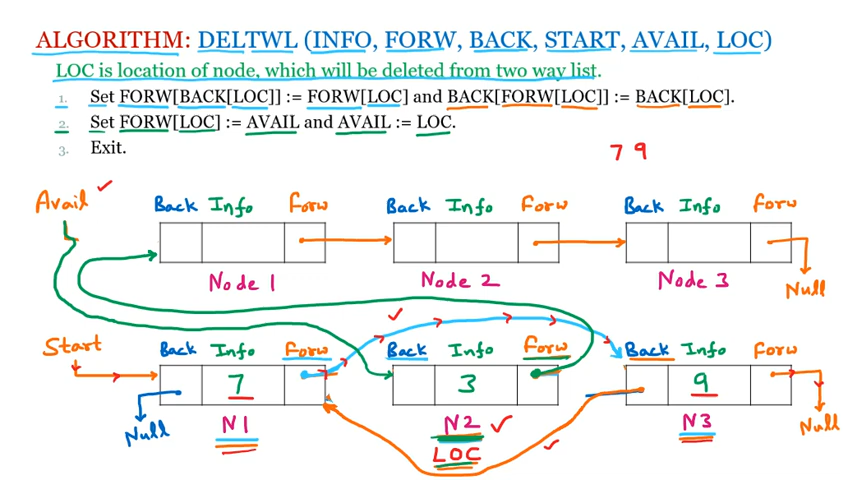 ALGORITHM: DELTWL (INFO, FORW, BACK, START, AVAIL, LOC)
LOC is location of node, which will be deleted from two way list.
1. Set FORW[BACK[LOC]] := FORW[LOC] and BACK[FORW[LOC]] := BACK[LOC].
2. Set FORW[LOC] := AVAIL and AVAIL := LOC.
3. Exit.
7 9
Avail
Back Info Forw Back Info Forw Back Info Forw
Node 1 Node 2 Node 3
Null
Start
Back Info Forw Back Info Forw Back Info Forw
7 3 9
Null N1 N2 N3 Null
LOC